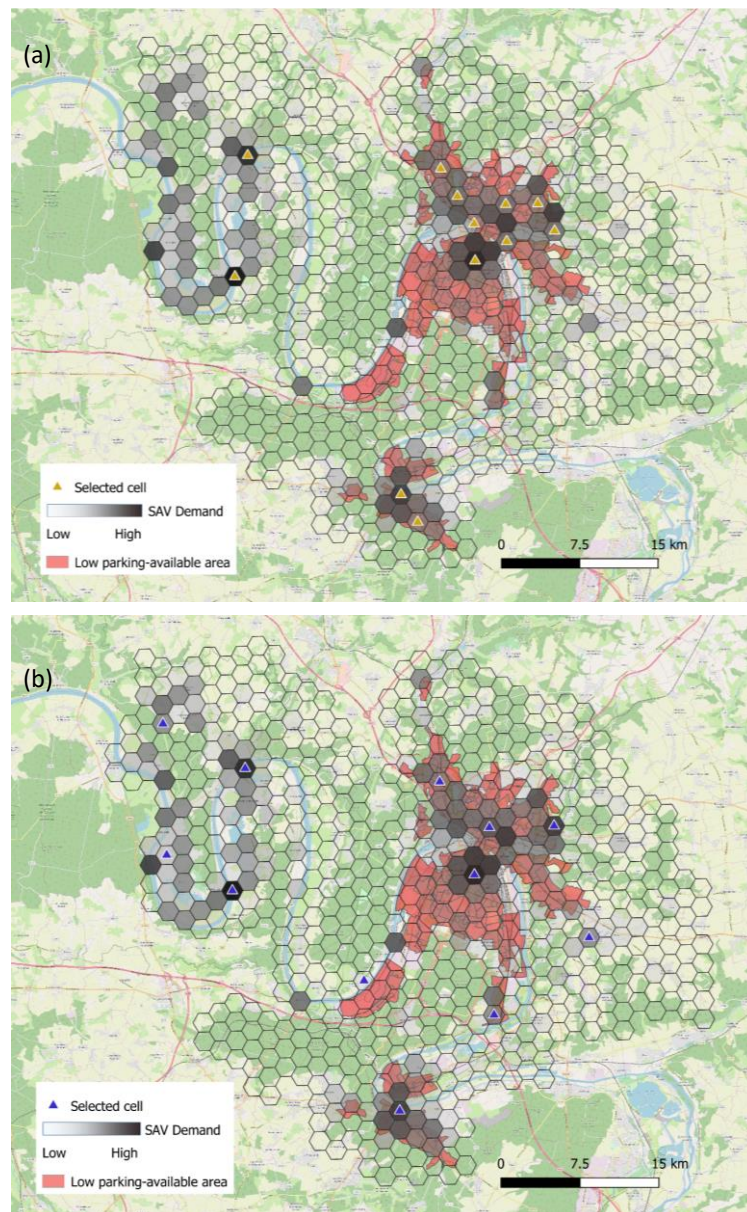 (a)
Selected cell
SAV Demand
Low High
Low parking-available area
0 7.5 15 km
(b)
Selected cell
SAV Demand
Low High
Low parking-available area
0 7.5 15 km